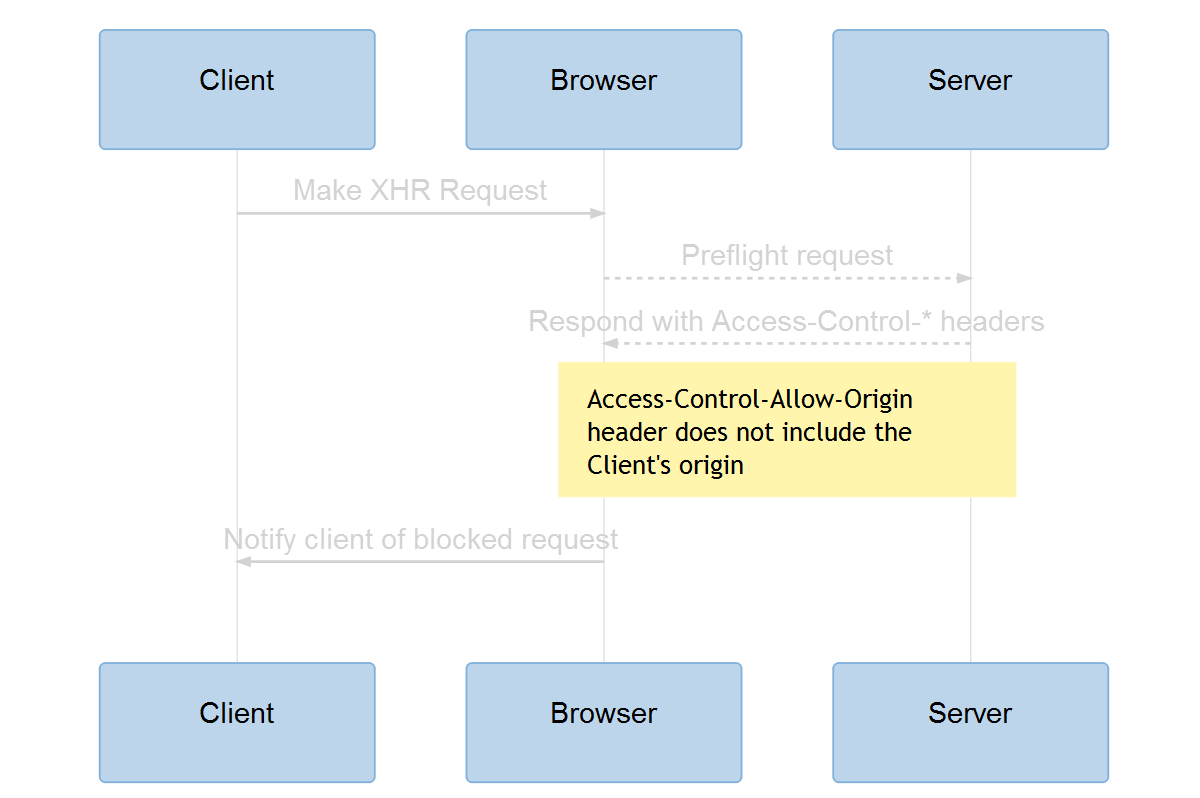 Client
Browser
Server
Make XHR Request
Preflight request
Respond with Access-Control-* headers
Access-Control-Allow-Origin
header does not include the
Client's origin
Notify client of blocked request
Client
Browser
Server